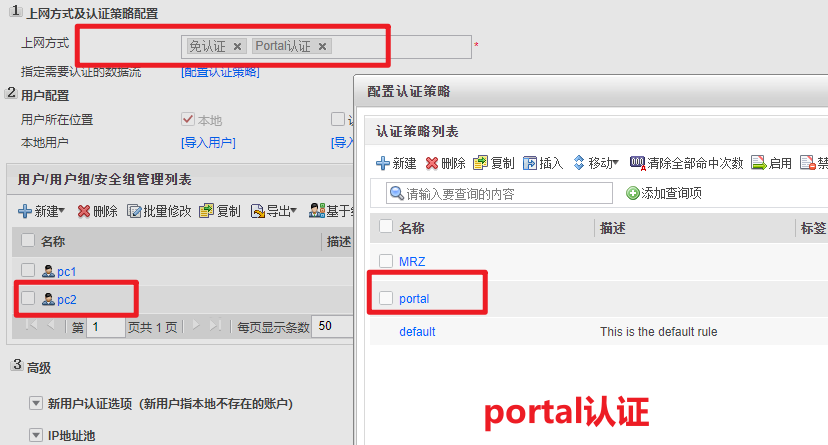 1 上网方式及认证策略配置
上网方式 免认证 × Portal认证 × *
指定需要认证的数据流 [配置认证策略]
2 用户配置
用户所在位置 本地
本地用户 [导入用户] [导入
用户/用户组/安全组管理列表
新建 删除 批量修改 复制 导出 基于
名称 描述
pc1
pc2
第 1 页共 1 页 每页显示条数 50
3 高级
新用户认证选项（新用户指本地不存在的账户）
IP地址池
配置认证策略
认证策略列表
新建 删除 复制 插入 移动 清除全部命中次数 启用 禁
请输入要查询的内容 添加查询项
名称 描述 标签
MRZ
portal
default This is the default rule
portal认证